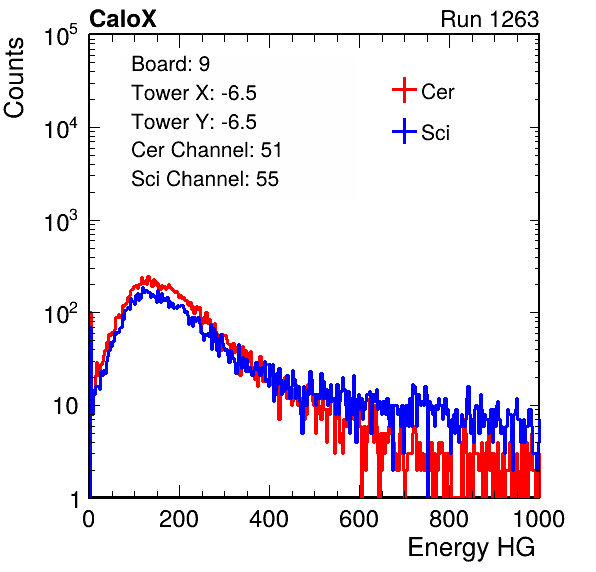 CaloX Run 1263
Counts
Board: 9
Tower X: -6.5
Tower Y: -6.5
Cer Channel: 51
Sci Channel: 55
Cer
Sci
10^5
10^4
10^3
10^2
10
1
0 200 400 600 800 1000
Energy HG